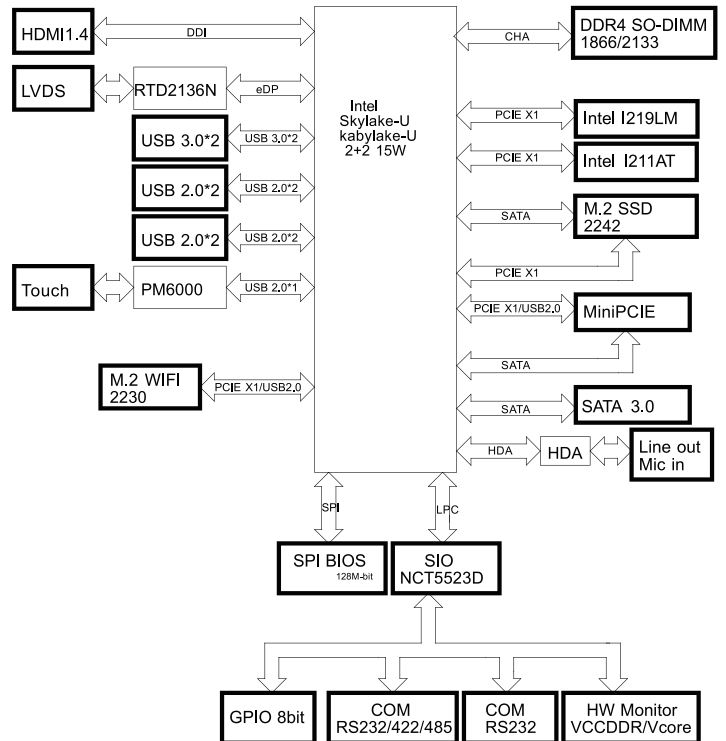 HDMI1.4
DDI
CHA
DDR4 SO-DIMM
1866/2133
LVDS
RTD2136N
eDP
Intel
Skylake-U
kabylake-U
2+2 15W
PCIE X1
Intel I219LM
USB 3.0*2
USB 3.0*2
PCIE X1
Intel I211AT
USB 2.0*2
USB 2.0*2
SATA
M.2 SSD
2242
USB 2.0*2
USB 2.0*2
PCIE X1
Touch
PM6000
USB 2.0*1
PCIE X1/USB2.0
MiniPCIE
SATA
M.2 WIFI
2230
PCIE X1/USB2.0
SATA
SATA 3.0
HDA
HDA
Line out
Mic in
SPI
LPC
SPI BIOS
128M-bit
SIO
NCT5523D
GPIO 8bit
COM
RS232/422/485
COM
RS232
HW Monitor
VCCDDR/Vcore